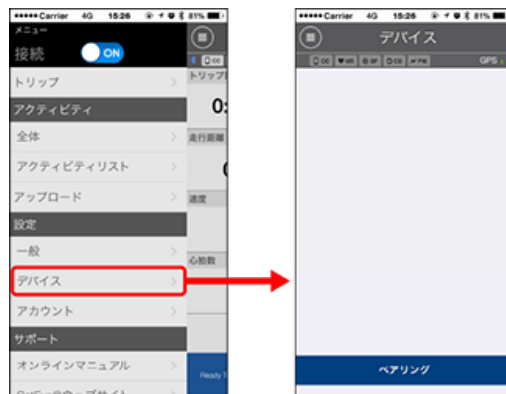 ●●●●●Carrier 4G 15:26 81%
メニュー
接続 ON
トリップ
アクティビティ
全体
アクティビティリスト
アップロード
設定
一般
デバイス
アカウント
サポート
オンラインマニュアル
トリップ
0:
走行距離
速度
心拍数
Ready T
●●●●●Carrier 4G 15:26 81%
デバイス
GPS
ペアリング